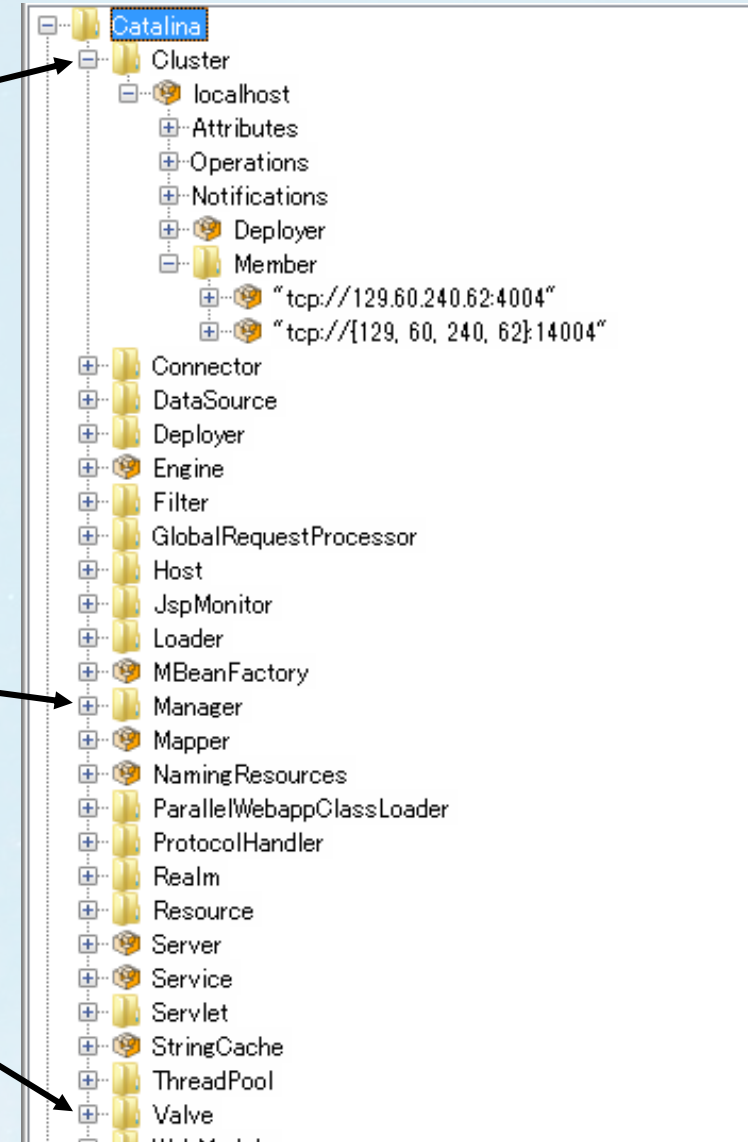 Catalina
Cluster
localhost
Attributes
Operations
Notifications
Deployer
Member
"tcp://129.60.240.62:4004"
"tcp://{129, 60, 240, 62}:14004"
Connector
DataSource
Deployer
Engine
Filter
GlobalRequestProcessor
Host
JspMonitor
Loader
MBeanFactory
Manager
Mapper
NamingResources
ParallelWebappClassLoader
ProtocolHandler
Realm
Resource
Server
Service
Servlet
StringCache
ThreadPool
Valve